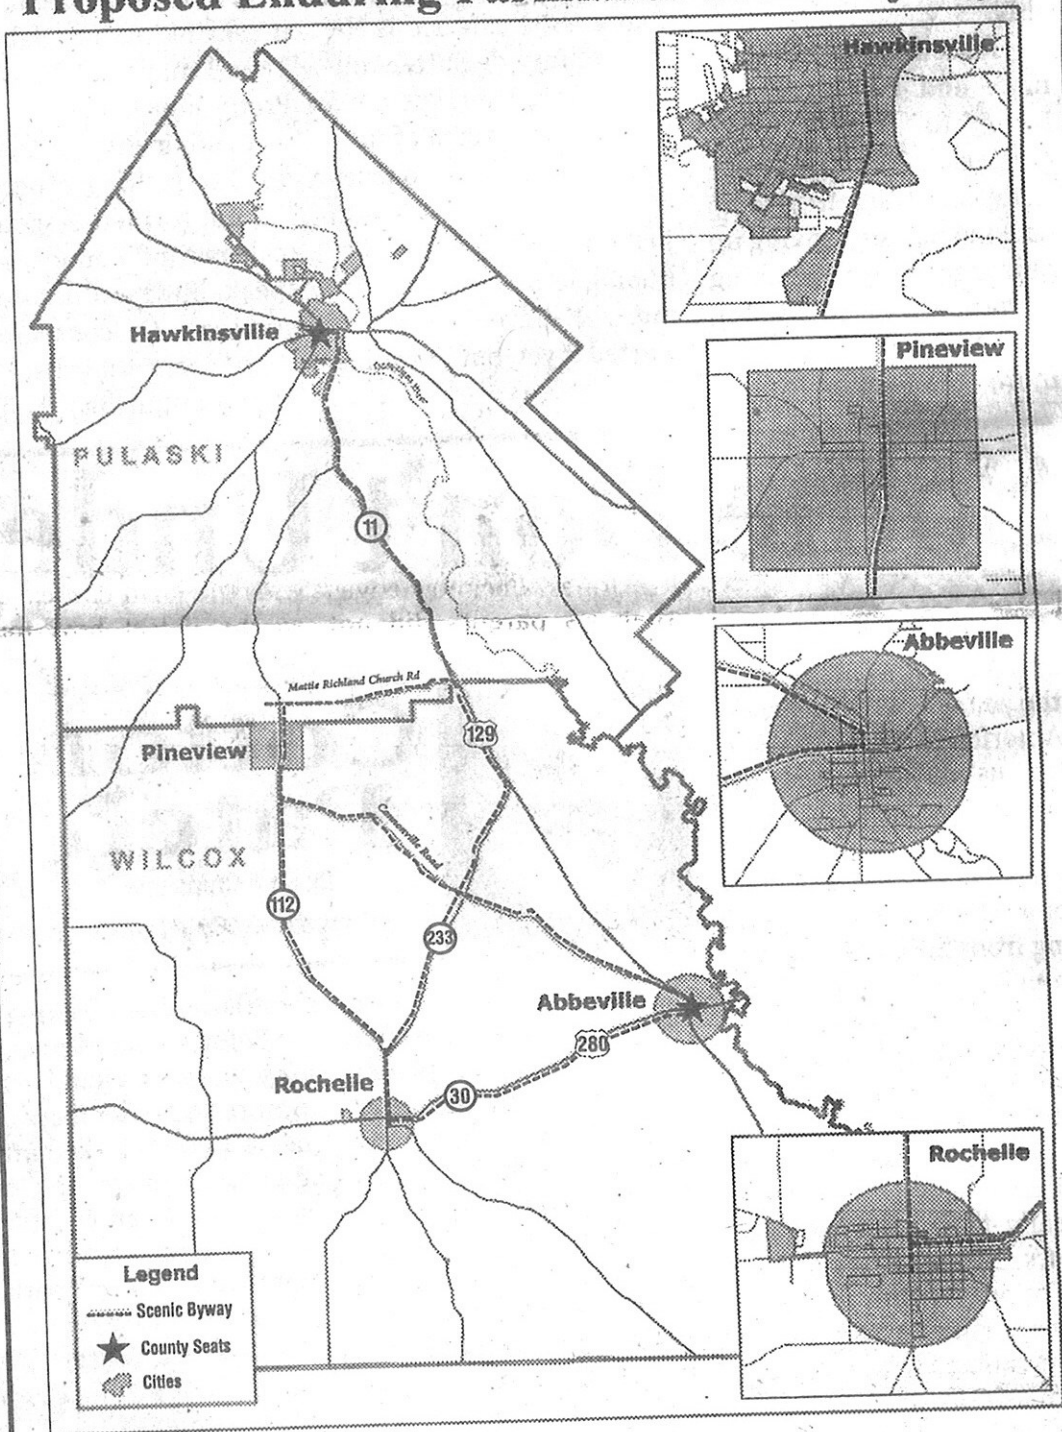 Proposed Enduring
Hawkinsville
Hawkinsville
Pineview
PULASKI
11
Abbeville
Mattie Richland Church Rd
129
Pineview
WILCOX
Road
112
233
Abbeville
280
Rochelle
30
Rochelle
Legend
Scenic Byway
County Seats
Cities